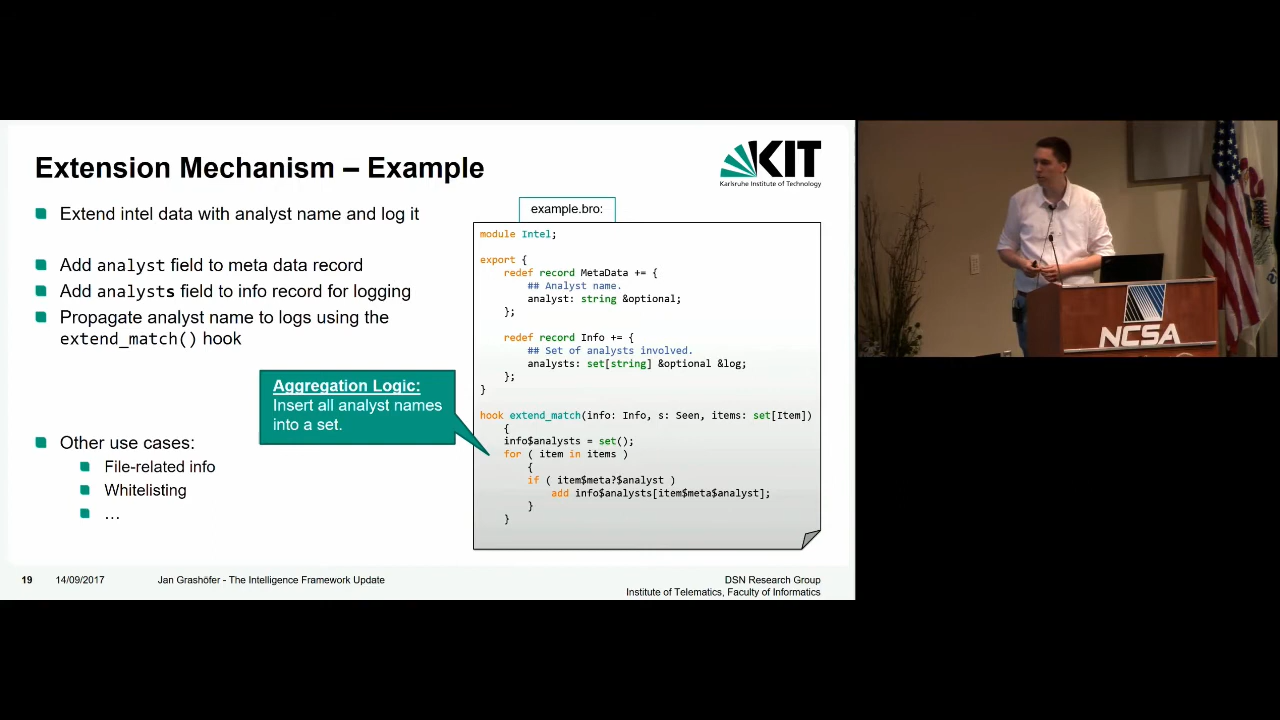 Extension Mechanism – Example
KIT
Karlsruhe Institute of Technology
Extend intel data with analyst name and log it
Add analyst field to meta data record
Add analysts field to info record for logging
Propagate analyst name to logs using the
extend_match() hook
Aggregation Logic:
Insert all analyst names
into a set.
Other use cases:
File-related info
Whitelisting
...
example.bro:
module Intel;
export {
redef record MetaData += {
## Analyst name.
analyst: string &optional;
};
redef record Info += {
## Set of analysts involved.
analysts: set[string] &optional &log;
};
}
hook extend_match(info: Info, s: Seen, items: set[Item])
{
info$analysts = set();
for ( item in items )
{
if ( item$meta?$analyst )
add info$analysts[item$meta$analyst];
}
}
19
14/09/2017
Jan Grashöfer - The Intelligence Framework Update
DSN Research Group
Institute of Telematics, Faculty of Informatics
NCSA